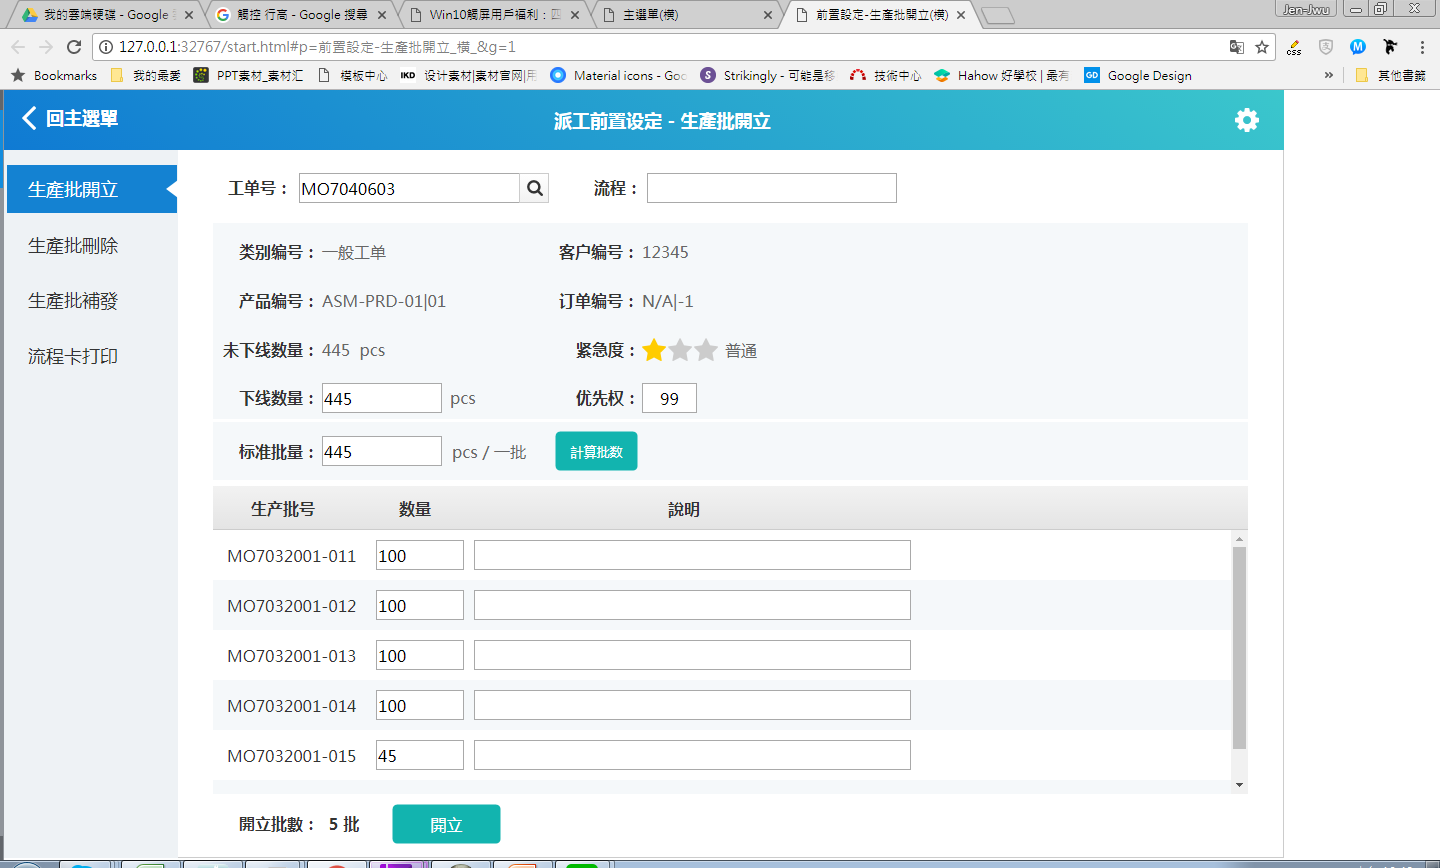 我的雲端硬碟 - Google
觸控 行高 - Google 搜尋
Win10觸屏用戶福利：四
主選單(橫)
前置設定-生產批開立(橫)
Jen-Jwu
127.0.0.1:32767/start.html#p=前置設定-生產批開立_橫_&g=1
Bookmarks
我的最愛
PPT素材_素材汇
模板中心
IKD
设计素材|素材官网|用
Material icons - Goo
Strikingly - 可能是移
技術中心
Hahow 好學校 | 最有
GD
Google Design
»
其他書籤
回主選單
派工前置设定 - 生產批開立
生產批開立
生產批刪除
生產批補發
流程卡打印
工单号： MO7040603
流程：
类别编号： 一般工单
客户编号： 12345
产品编号： ASM-PRD-01|01
订单编号： N/A|-1
未下线数量： 445 pcs
紧急度： 普通
下线数量： 445 pcs
优先权： 99
标准批量： 445 pcs / 一批
計算批数
生产批号 数量 說明
MO7032001-011 100
MO7032001-012 100
MO7032001-013 100
MO7032001-014 100
MO7032001-015 45
開立批數： 5 批
開立